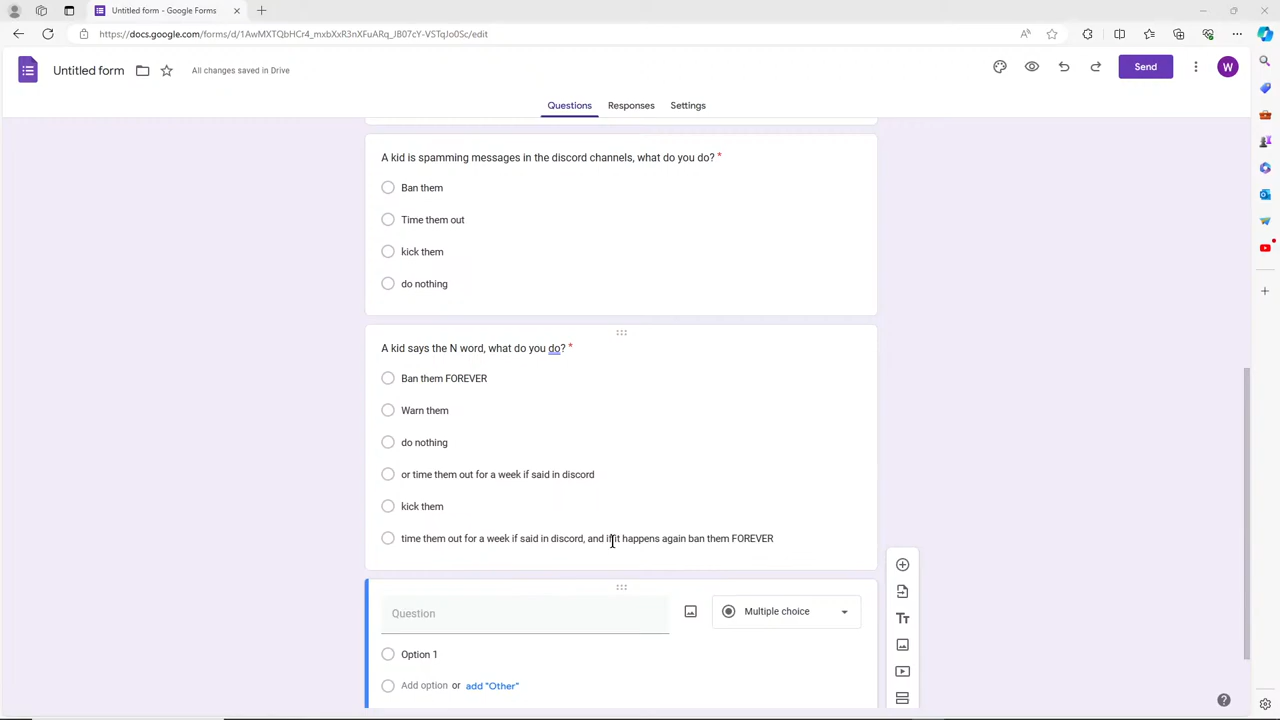 Untitled form - Google Forms
https://docs.google.com/forms/d/1AwMXTQbHCr4_mxbXxR3nXFuARq_JB07cY-VSTqJo0Sc/edit
Untitled form
All changes saved in Drive
Send
W
Questions
Responses
Settings
A kid is spamming messages in the discord channels, what do you do? *
Ban them
Time them out
kick them
do nothing
A kid says the N word, what do you do? *
Ban them FOREVER
Warn them
do nothing
or time them out for a week if said in discord
kick them
time them out for a week if said in discord, and if it happens again ban them FOREVER
Question
Multiple choice
Option 1
Add option or add "Other"